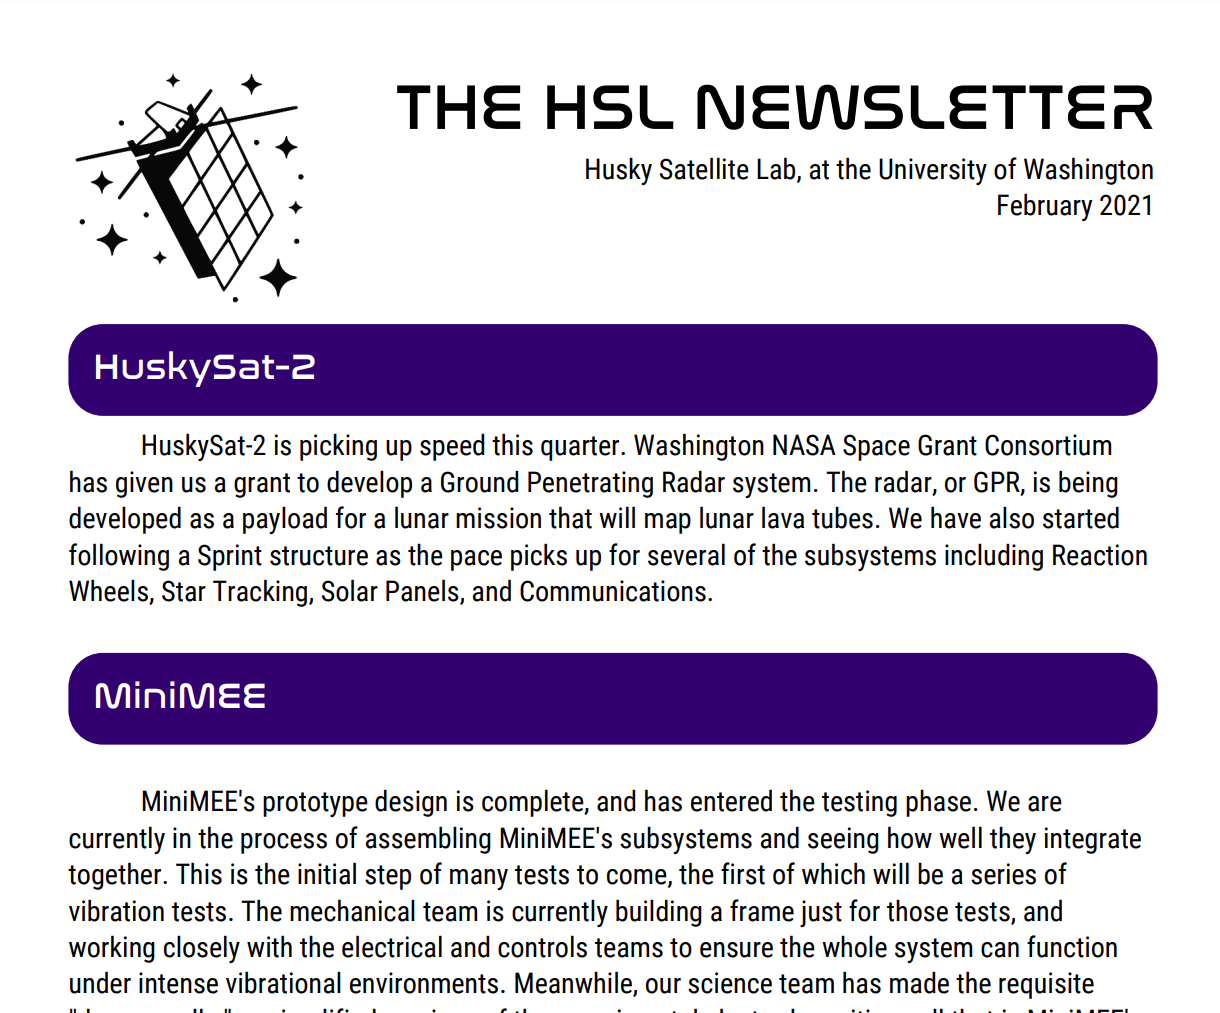 THE HSL NEWSLETTER
Husky Satellite Lab, at the University of Washington
February 2021
HuskySat-2
HuskySat-2 is picking up speed this quarter. Washington NASA Space Grant Consortium
has given us a grant to develop a Ground Penetrating Radar system. The radar, or GPR, is being
developed as a payload for a lunar mission that will map lunar lava tubes. We have also started
following a Sprint structure as the pace picks up for several of the subsystems including Reaction
Wheels, Star Tracking, Solar Panels, and Communications.
MiniMEE
MiniMEE's prototype design is complete, and has entered the testing phase. We are
currently in the process of assembling MiniMEE's subsystems and seeing how well they integrate
together. This is the initial step of many tests to come, the first of which will be a series of
vibration tests. The mechanical team is currently building a frame just for those tests, and
working closely with the electrical and controls teams to ensure the whole system can function
under intense vibrational environments. Meanwhile, our science team has made the requisite